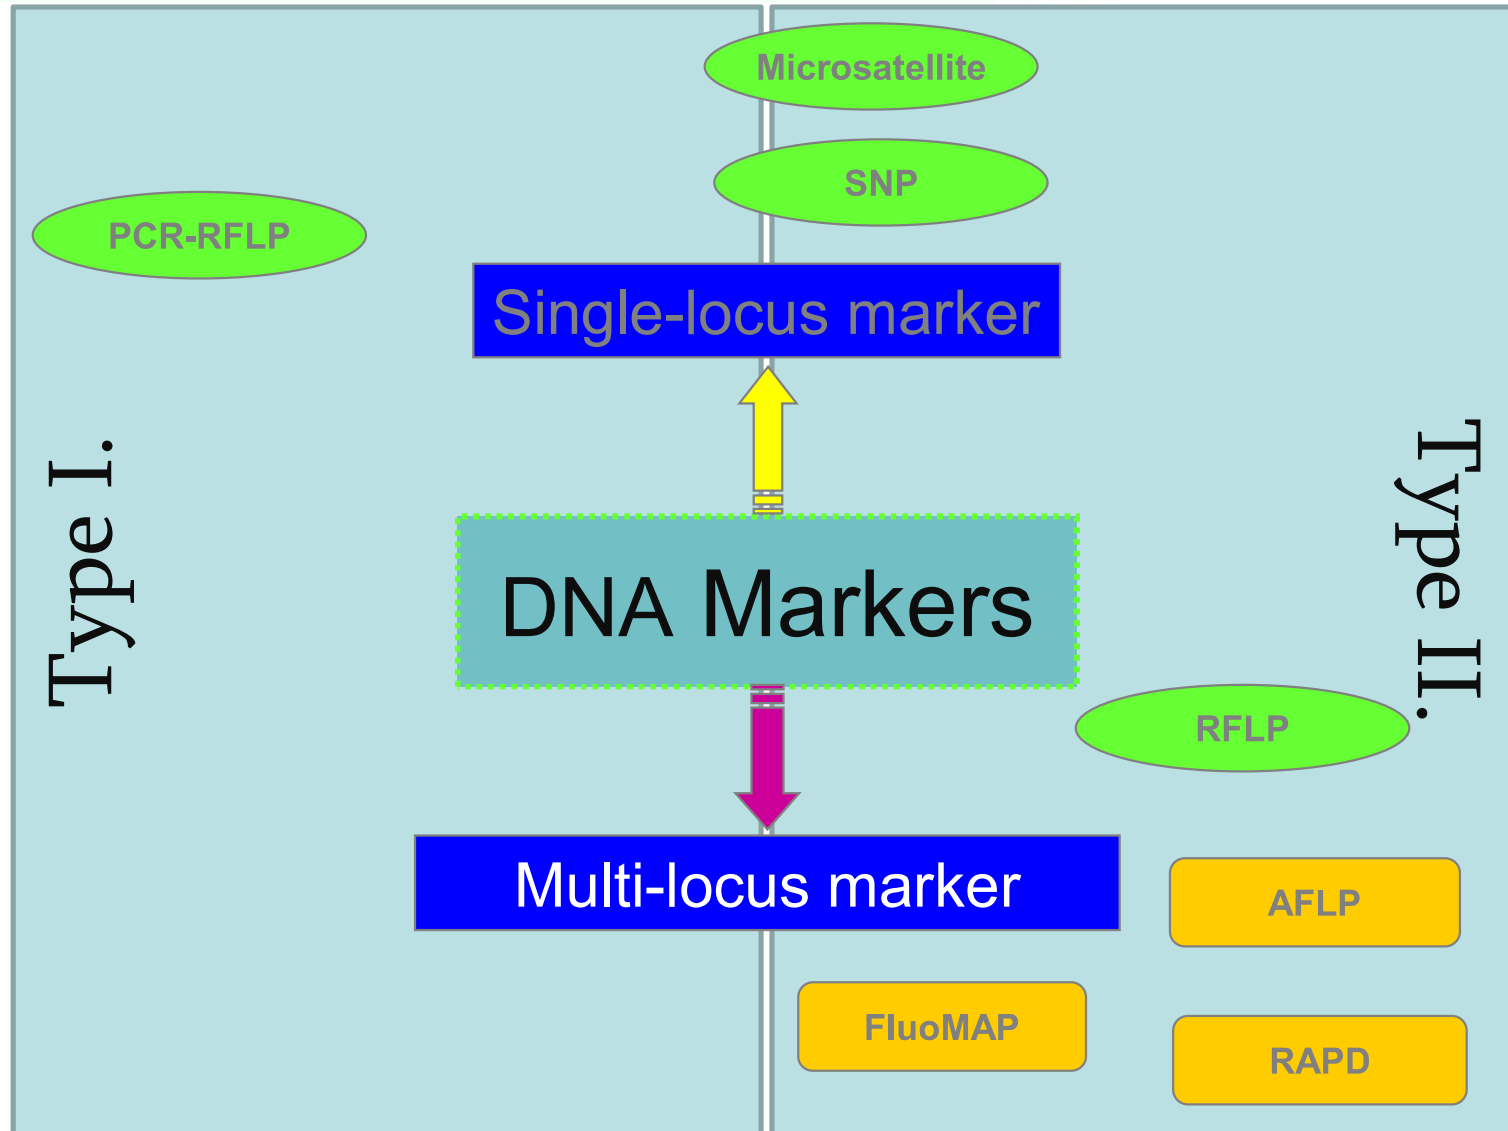 Microsatellite
SNP
PCR-RFLP
Single-locus marker
Type I.
Type II.
DNA Markers
RFLP
Multi-locus marker
AFLP
FluoMAP
RAPD